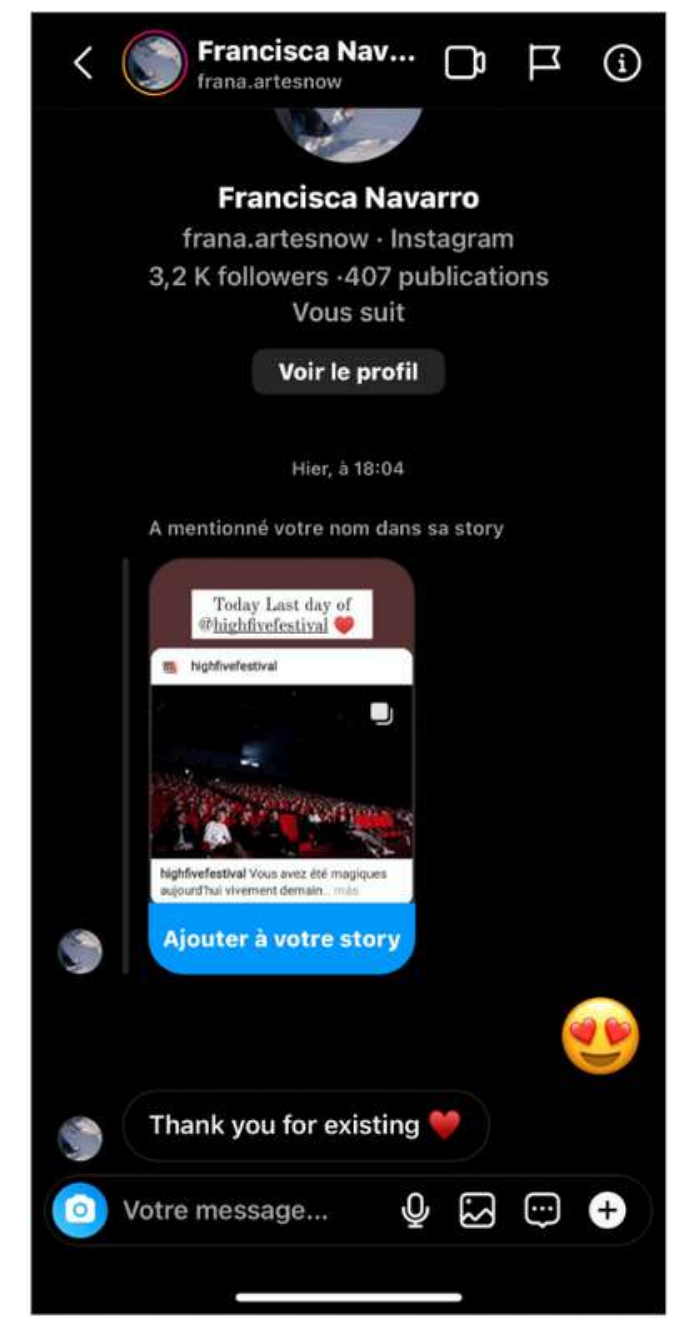 Francisca Nav...
frana.artesnow
Francisca Navarro
frana.artesnow · Instagram
3,2 K followers ·407 publications
Vous suit
Voir le profil
Hier, à 18:04
A mentionné votre nom dans sa story
Today Last day of
@highfivefestival ♥️
highfivefestival
highfivefestival Vous avez été magiques
aujourd'hui vivement demain... más
Ajouter à votre story
😍
Thank you for existing ♥️
Votre message...